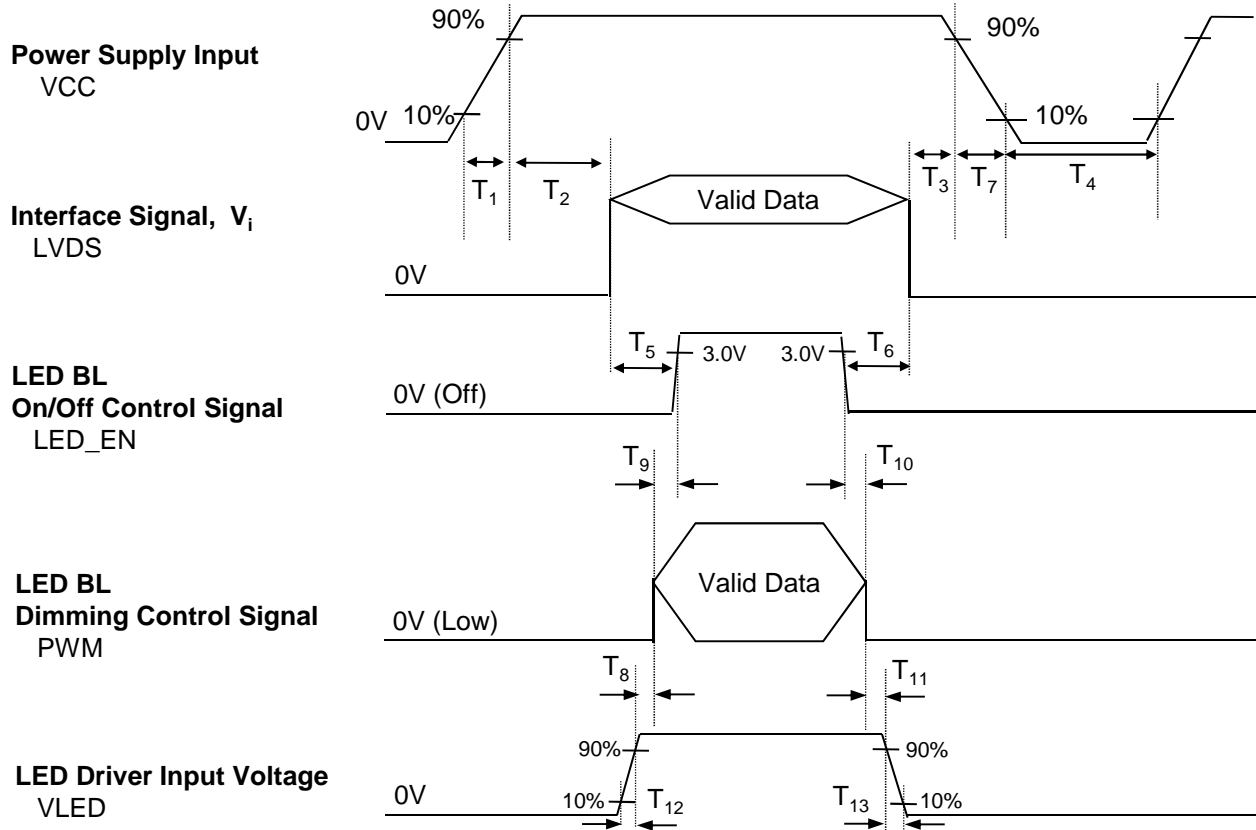 90%
90%
Power Supply Input
VCC
0V
10%
10%
T1
T2
T3
T7
T4
Interface Signal, Vi
LVDS
Valid Data
0V
T5
3.0V
3.0V
T6
LED BL
On/Off Control Signal
LED_EN
0V (Off)
T9
T10
LED BL
Dimming Control Signal
PWM
Valid Data
0V (Low)
T8
T11
LED Driver Input Voltage
VLED
90%
90%
0V
10%
T12
T13
10%